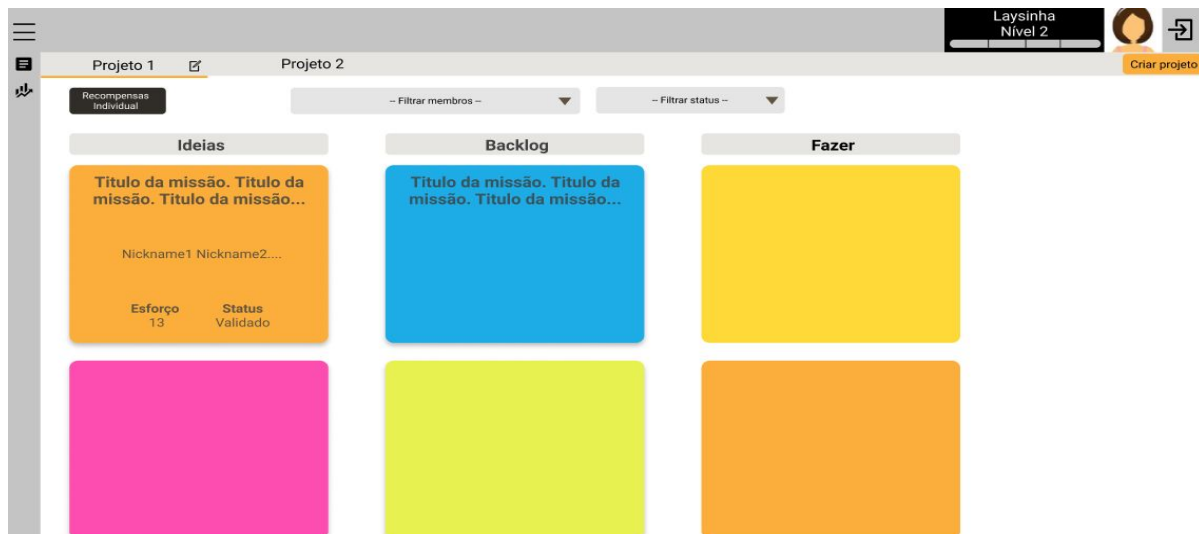 Laysinha
Nível 2
Projeto 1
Projeto 2
Criar projeto
Recompensas
Individual
-- Filtrar membros --
-- Filtrar status --
Ideias
Backlog
Fazer
Titulo da missão. Titulo da
missão. Titulo da missão...
Titulo da missão. Titulo da
missão. Titulo da missão...
Nickname1 Nickname2....
Esforço Status
13 Validado